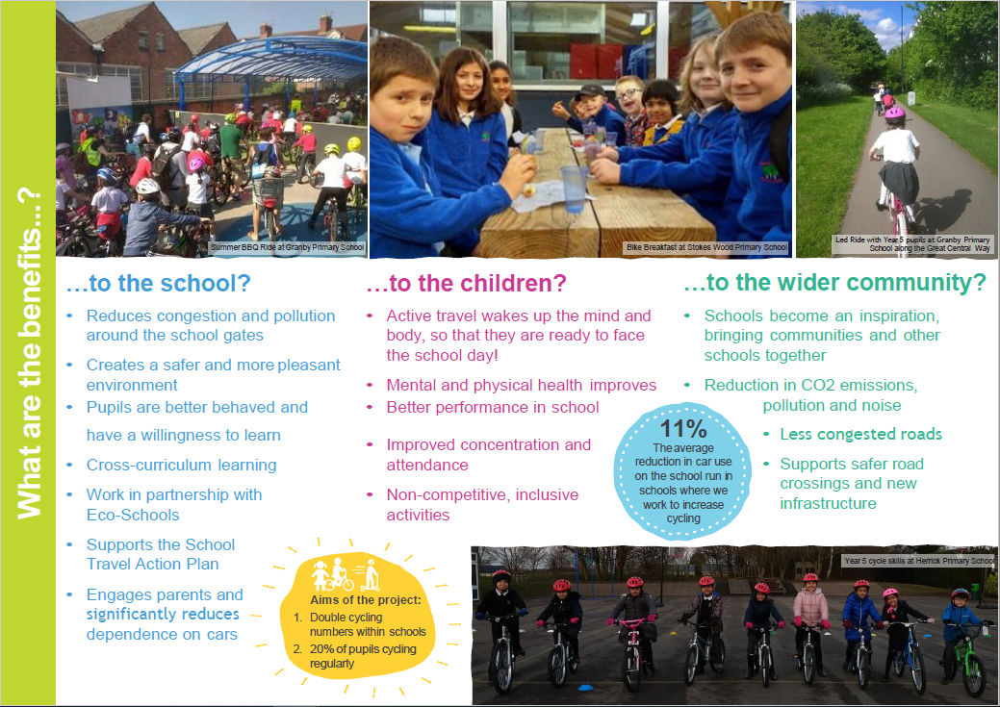 What are the benefits...?
Summer BBQ Ride at Granby Primary School
Bike Breakfast at Stokes Wood Primary School
Led Ride with Year 5 pupils at Granby Primary
School along the Great Central Way
…to the school?
• Reduces congestion and pollution
around the school gates
• Creates a safer and more pleasant
environment
• Pupils are better behaved and
have a willingness to learn
• Cross-curriculum learning
• Work in partnership with
Eco-Schools
• Supports the School
Travel Action Plan
• Engages parents and
significantly reduces
dependence on cars
…to the children?
• Active travel wakes up the mind and
body, so that they are ready to face
the school day!
• Mental and physical health improves
• Better performance in school
• Improved concentration and
attendance
• Non-competitive, inclusive
activities
…to the wider community?
• Schools become an inspiration,
bringing communities and other
schools together
• Reduction in CO2 emissions,
pollution and noise
• Less congested roads
• Supports safer road
crossings and new
infrastructure
11%
The average
reduction in car use
on the school run in
schools where we
work to increase
cycling
Aims of the project:
1. Double cycling
numbers within schools
2. 20% of pupils cycling
regularly
Year 5 cycle skills at Herrick Primary School